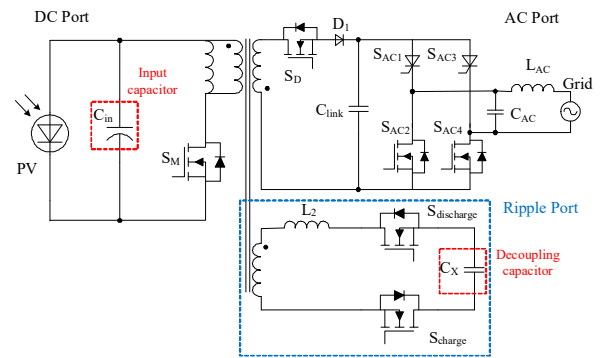 DC Port
AC Port
Input
capacitor
C_in
PV
S_M
S_D
D_1
C_link
S_AC1
S_AC3
S_AC2
S_AC4
L_AC
Grid
C_AC
Ripple Port
L_2
S_discharge
C_X
Decoupling
capacitor
S_charge